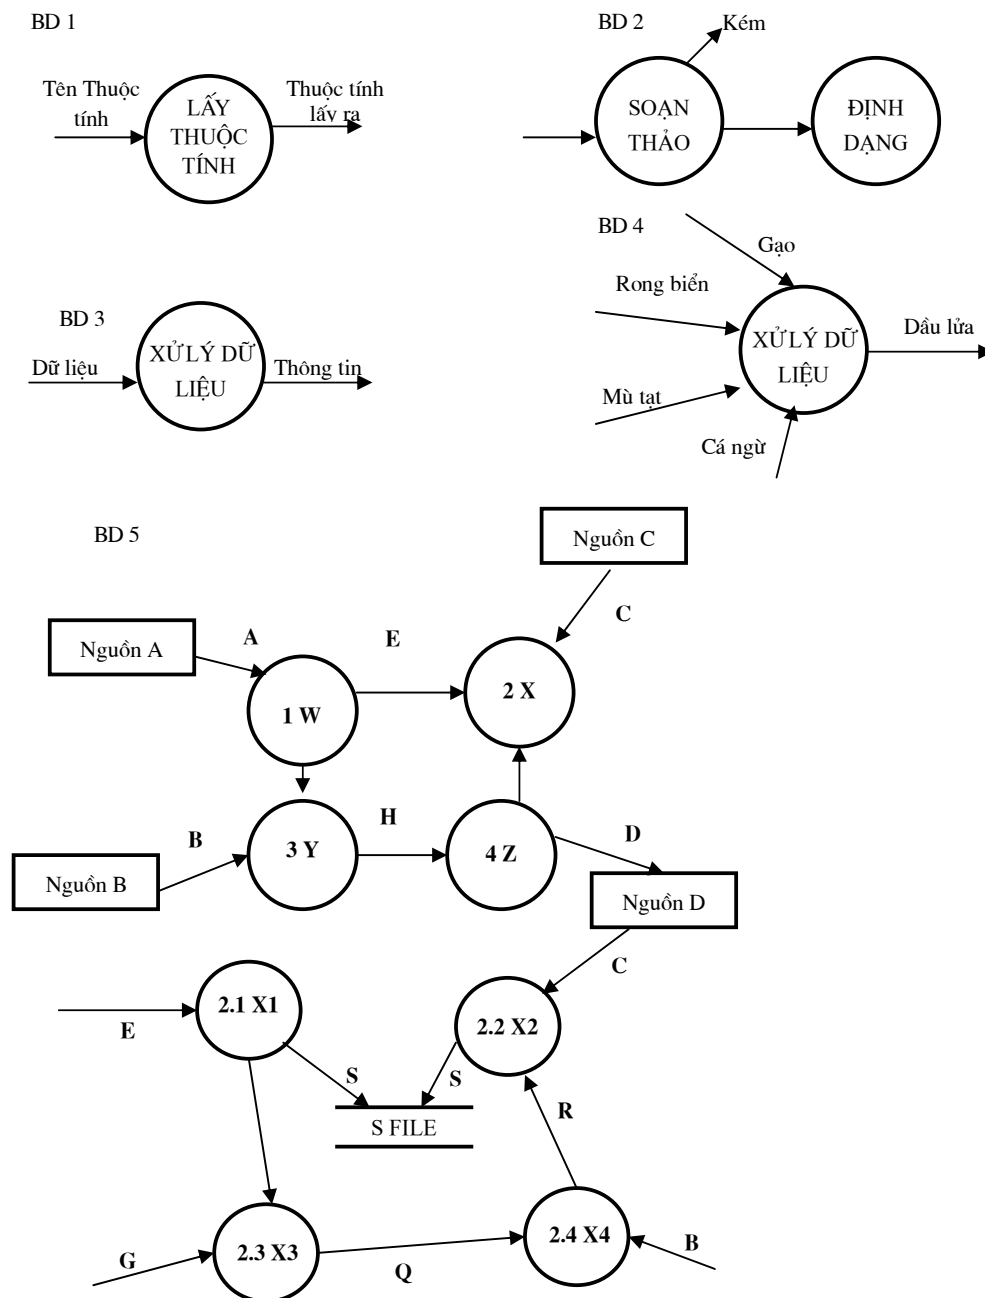 BD 1
Tên Thuộc
tính
LẤY
THUỘC
TÍNH
Thuộc tính
lấy ra
BD 2
Kém
SOẠN
THẢO
ĐỊNH
DẠNG
BD 3
Dữ liệu
XỬ LÝ DỮ
LIỆU
Thông tin
BD 4
Gạo
Rong biển
Mù tạt
Cá ngừ
XỬ LÝ DỮ
LIỆU
Dầu lửa
BD 5
Nguồn C
C
Nguồn A
A
E
1 W
2 X
B
Nguồn B
3 Y
H
4 Z
D
Nguồn D
C
E
2.1 X1
2.2 X2
S
S
S FILE
R
G
2.3 X3
Q
2.4 X4
B